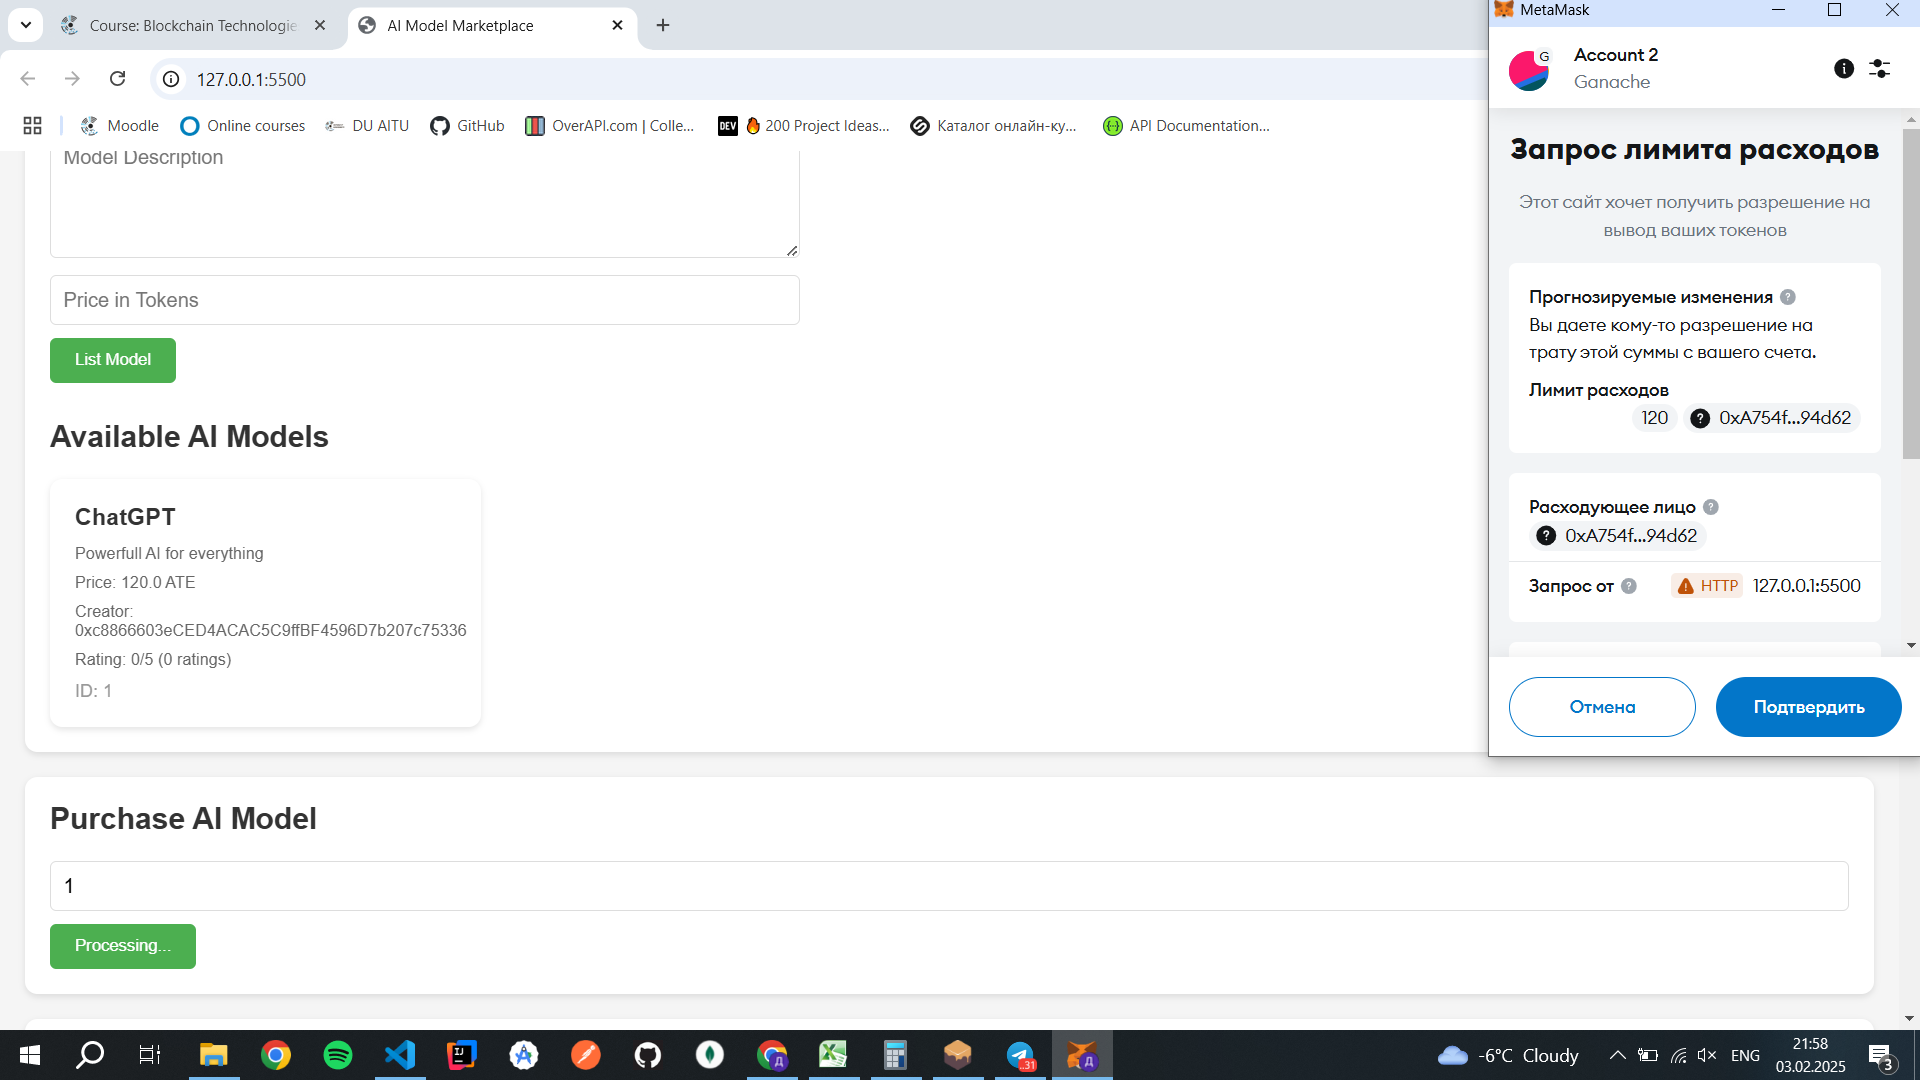 Course: Blockchain Technologie
AI Model Marketplace
127.0.0.1:5500
Moodle
Online courses
DU AITU
GitHub
OverAPI.com | Colle...
DEV
200 Project Ideas...
Каталог онлайн-ку...
API Documentation...
Model Description
Price in Tokens
List Model
Available AI Models
ChatGPT
Powerfull AI for everything
Price: 120.0 ATE
Creator:
0xc8866603eCED4ACAC5C9ffBF4596D7b207c75336
Rating: 0/5 (0 ratings)
ID: 1
Purchase AI Model
1
Processing...
MetaMask
G
Account 2
Ganache
Запрос лимита расходов
Этот сайт хочет получить разрешение на
вывод ваших токенов
Прогнозируемые изменения ?
Вы даете кому-то разрешение на
трату этой суммы с вашего счета.
Лимит расходов
120 ? 0xA754f...94d62
Расходующее лицо ?
? 0xA754f...94d62
Запрос от ? HTTP 127.0.0.1:5500
Отмена
Подтвердить
-6°C Cloudy
ENG
21:58
03.02.2025
3